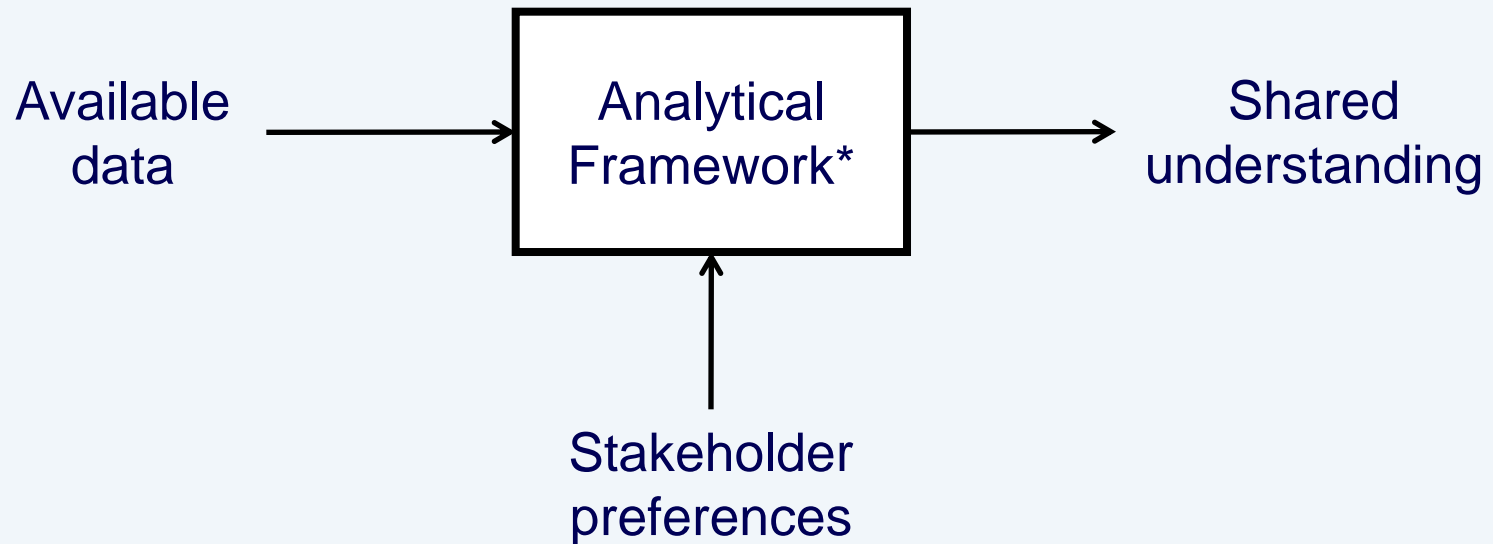 Available
data
Analytical
Framework*
Shared
understanding
Stakeholder
preferences